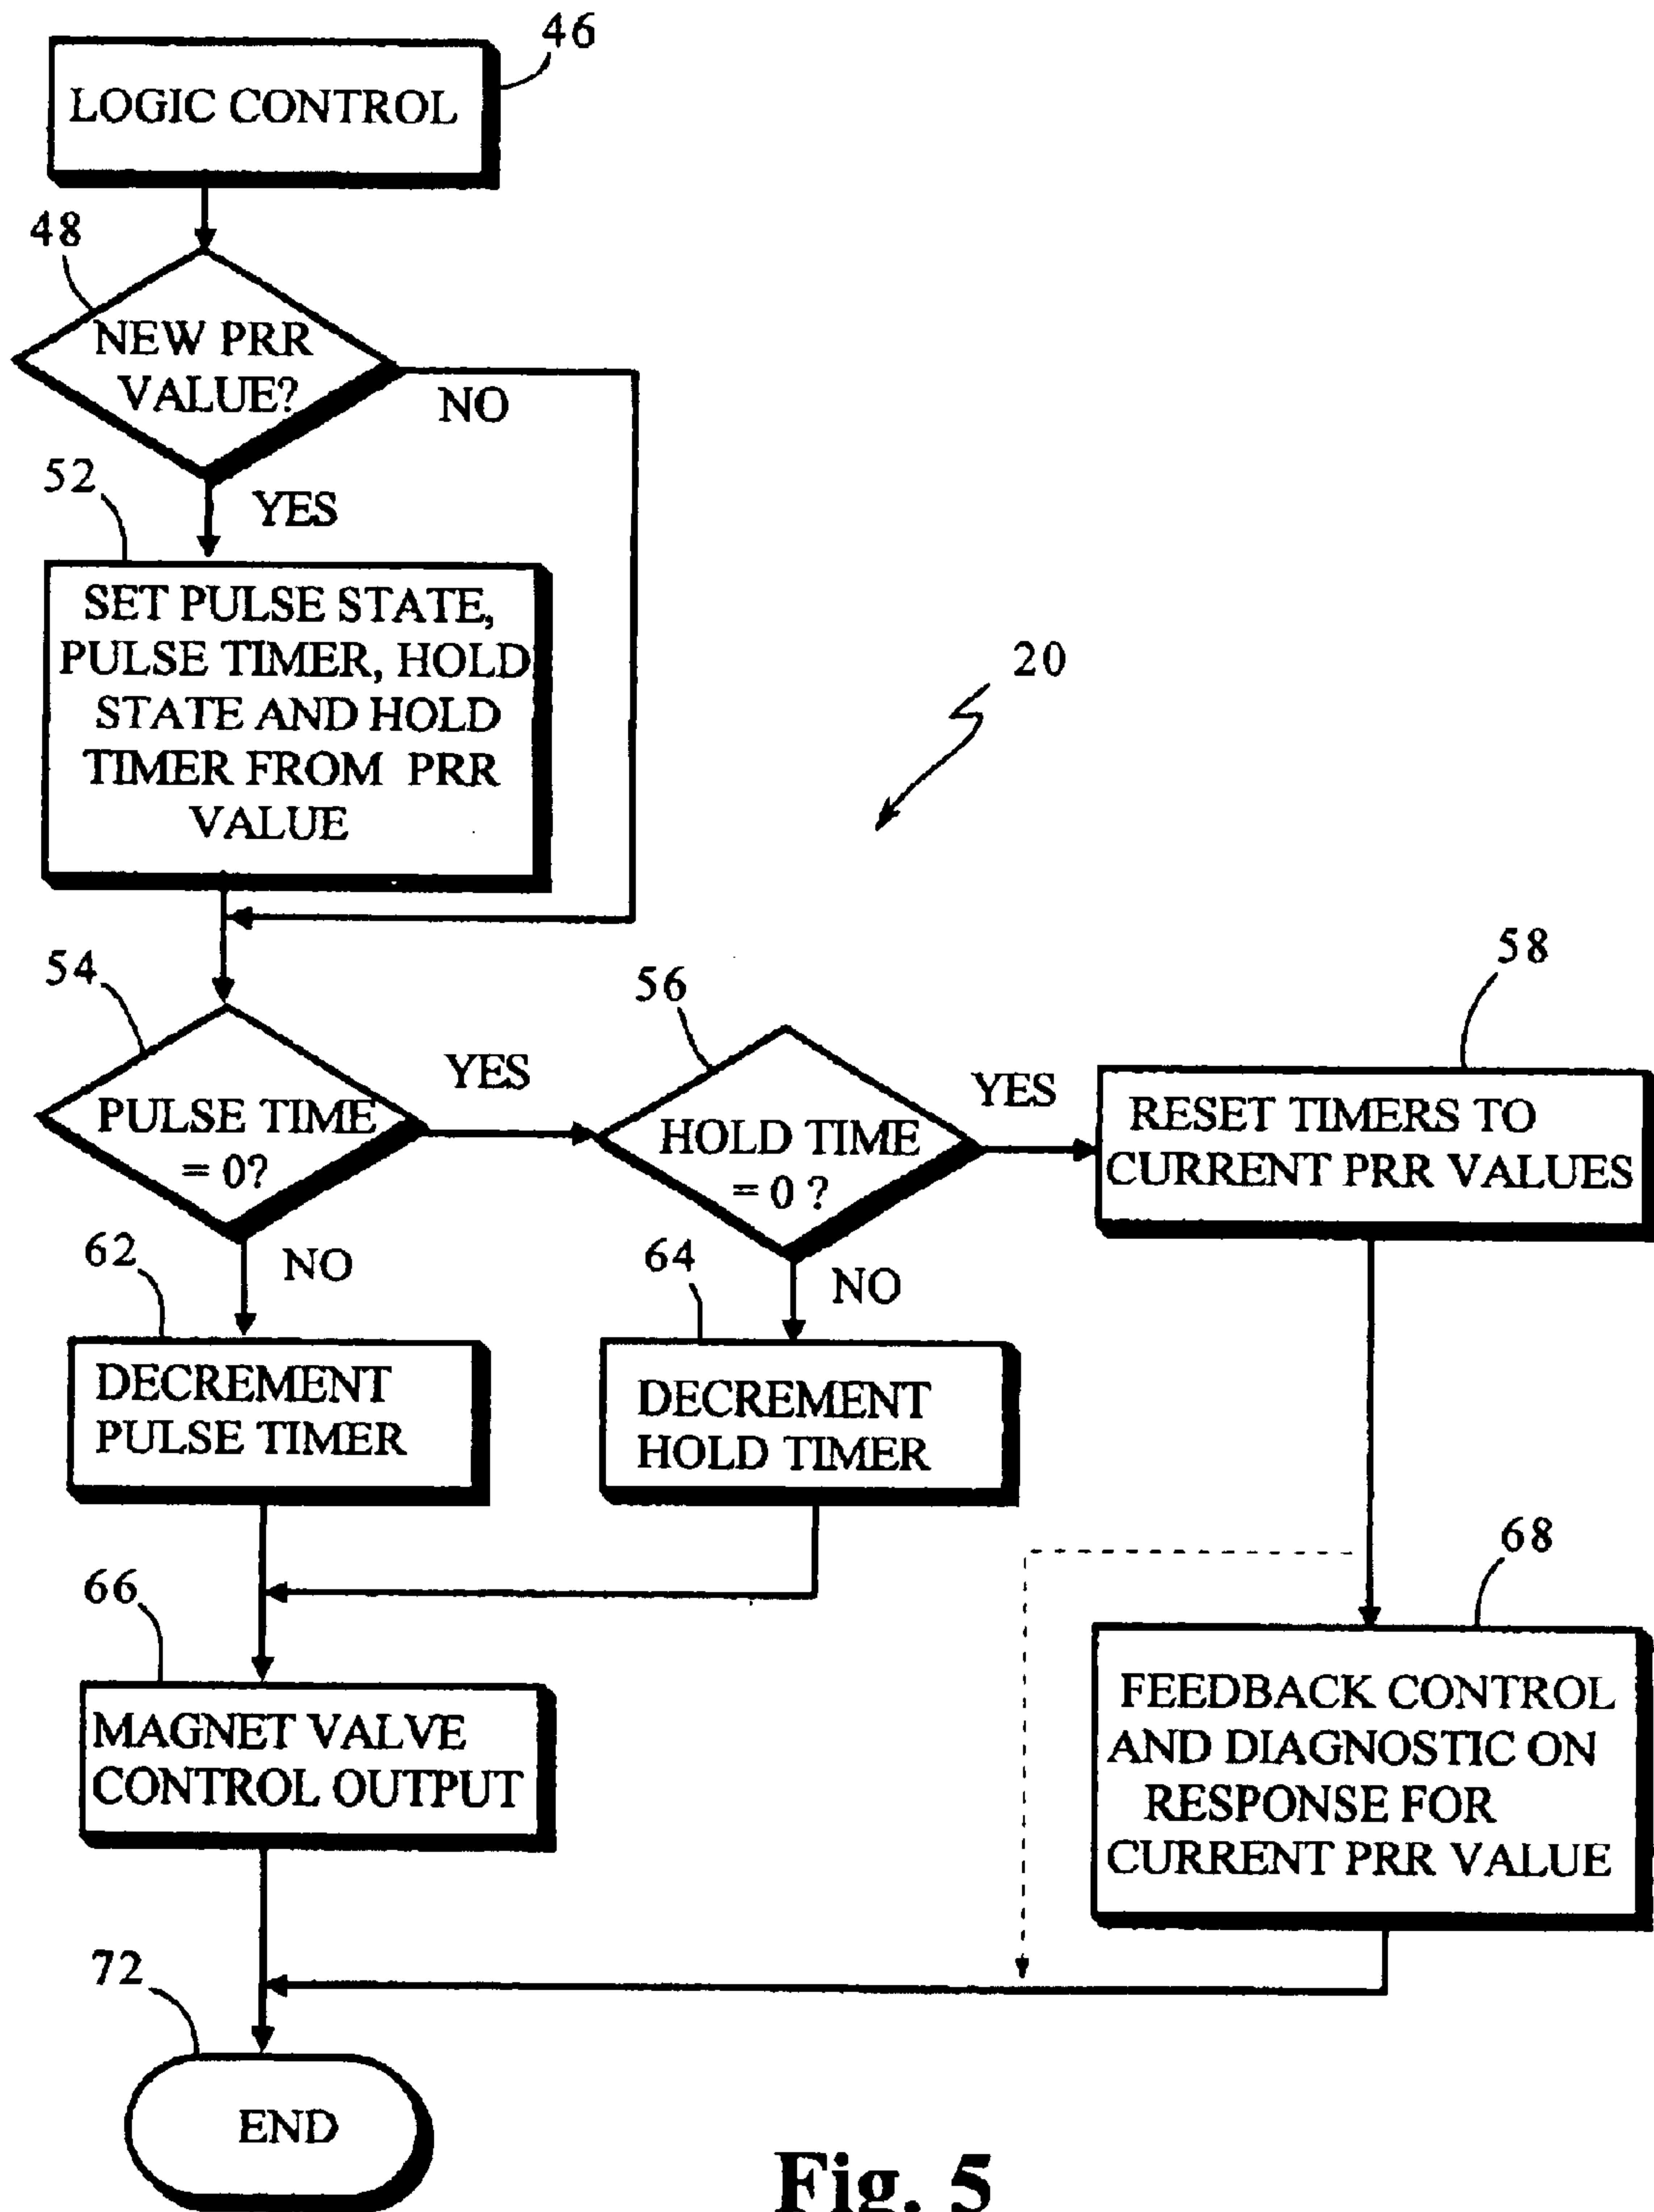 46
LOGIC CONTROL
48
NEW PRR
VALUE?
NO
52
YES
SET PULSE STATE,
PULSE TIMER, HOLD
STATE AND HOLD
TIMER FROM PRR
VALUE
20
54
PULSE TIME
= 0?
YES
56
HOLD TIME
= 0 ?
YES
58
RESET TIMERS TO
CURRENT PRR VALUES
62
NO
DECREMENT
PULSE TIMER
64
NO
DECREMENT
HOLD TIMER
66
MAGNET VALVE
CONTROL OUTPUT
68
FEEDBACK CONTROL
AND DIAGNOSTIC ON
RESPONSE FOR
CURRENT PRR VALUE
72
END
Fig. 5